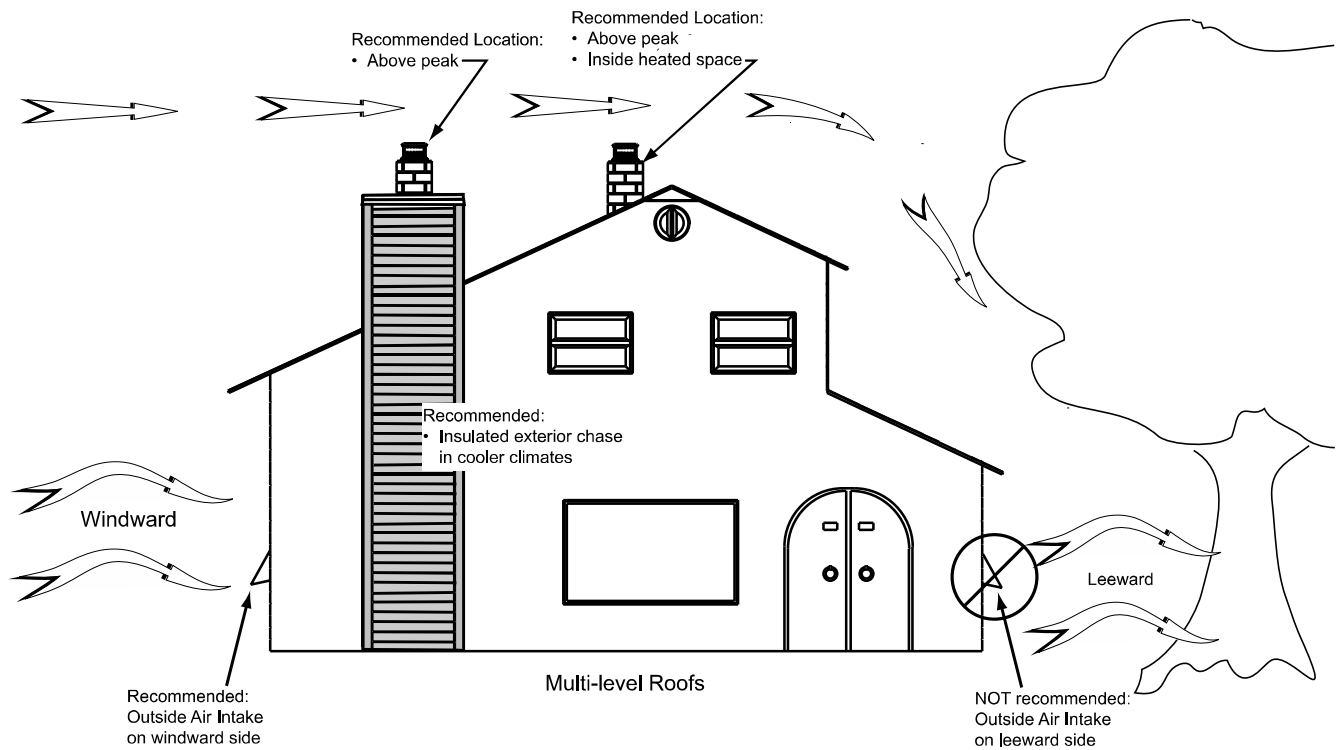 Recommended Location:
• Above peak
Recommended Location:
• Above peak
• Inside heated space
Recommended:
• Insulated exterior chase
in cooler climates
Windward
Leeward
Recommended:
Outside Air Intake
on windward side
Multi-level Roofs
NOT recommended:
Outside Air Intake
on leeward side